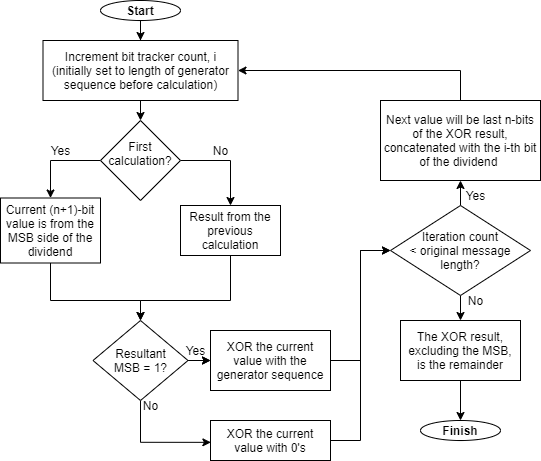 Start
Increment bit tracker count, i
(initially set to length of generator
sequence before calculation)
First
calculation?
Yes
No
Current (n+1)-bit
value is from the
MSB side of the
dividend
Result from the
previous
calculation
Resultant
MSB = 1?
Yes
No
XOR the current
value with the
generator sequence
XOR the current
value with 0's
Next value will be last n-bits
of the XOR result,
concatenated with the i-th bit
of the dividend
Yes
Iteration count
< original message
length?
No
The XOR result,
excluding the MSB,
is the remainder
Finish